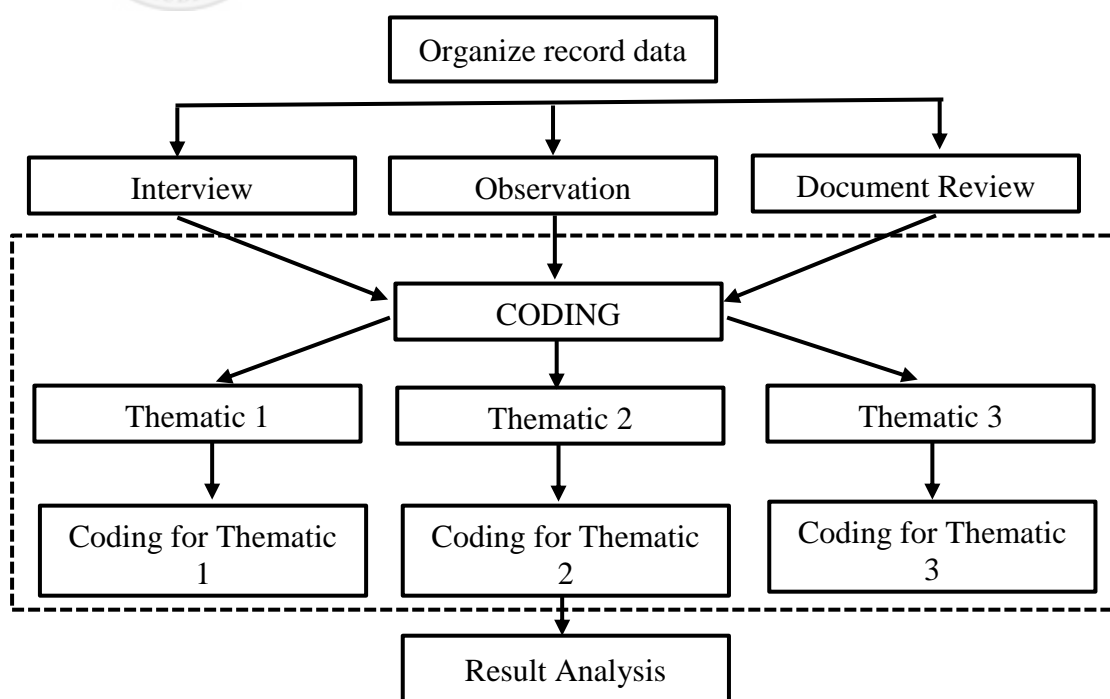 Organize record data
Interview
Observation
Document Review
CODING
Thematic 1
Thematic 2
Thematic 3
Coding for Thematic
1
Coding for Thematic
2
Coding for Thematic
3
Result Analysis